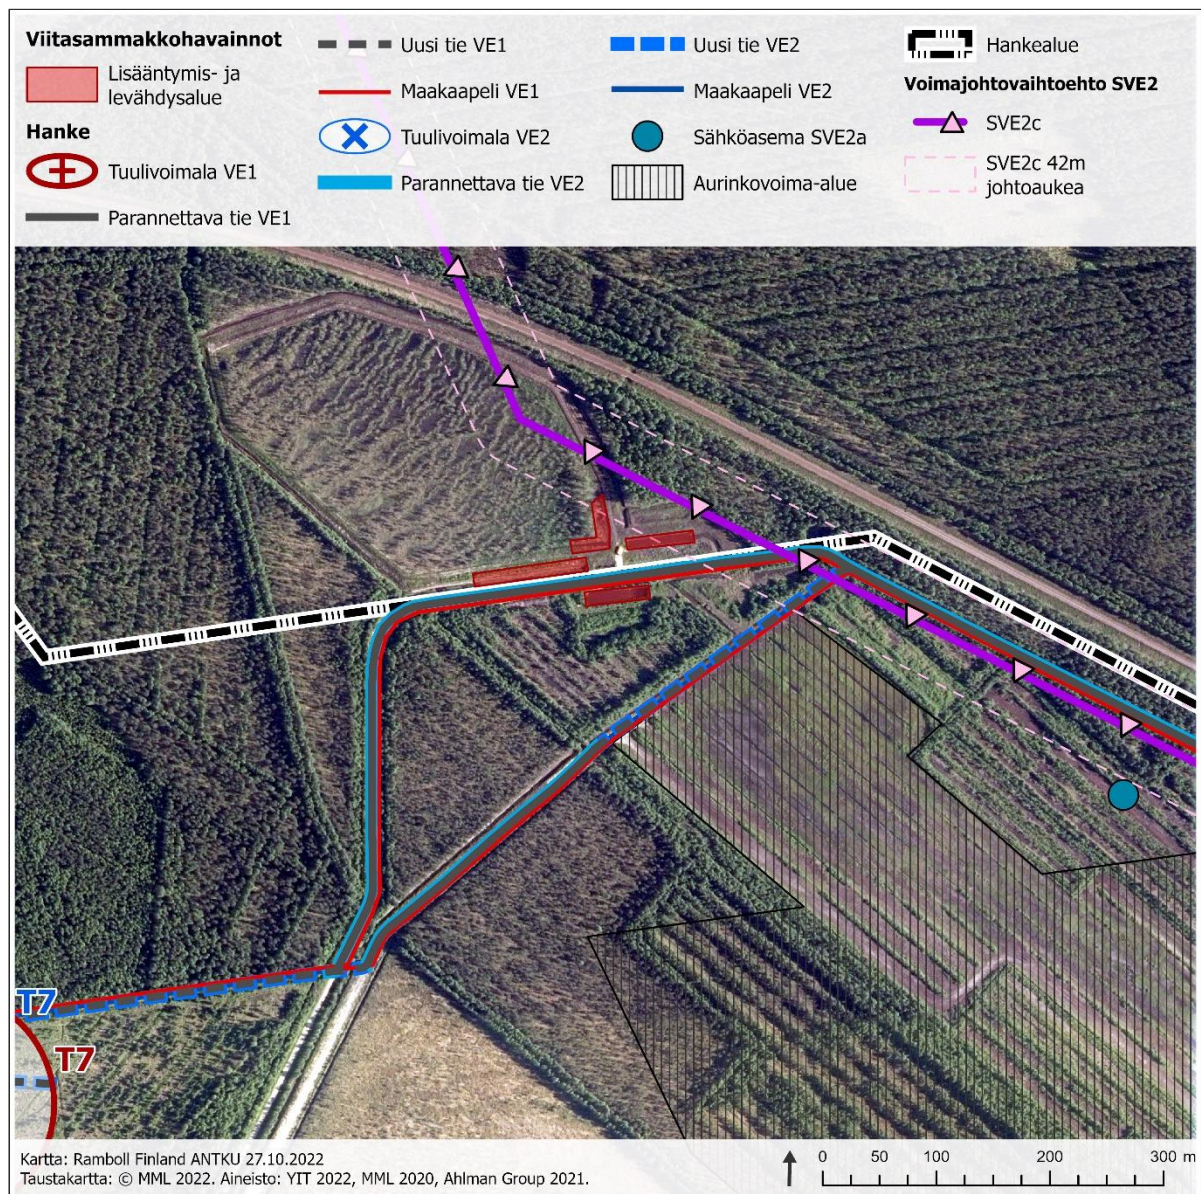 Viitasammakkohavainnot
Lisääntymis- ja
levähdysalue
Hanke
Tuulivoimala VE1
Parannettava tie VE1
Uusi tie VE1
Maakaapeli VE1
Tuulivoimala VE2
Parannettava tie VE2
Uusi tie VE2
Maakaapeli VE2
Sähköasema SVE2a
Aurinkovoima-alue
Hankealue
Voimajohtovaihtoehto SVE2
SVE2c
SVE2c 42m
johtoaukea
T7
T7
Kartta: Ramboll Finland ANTKU 27.10.2022
Taustakartta: © MML 2022. Aineisto: YIT 2022, MML 2020, Ahlman Group 2021.
0 50 100 200 300 m